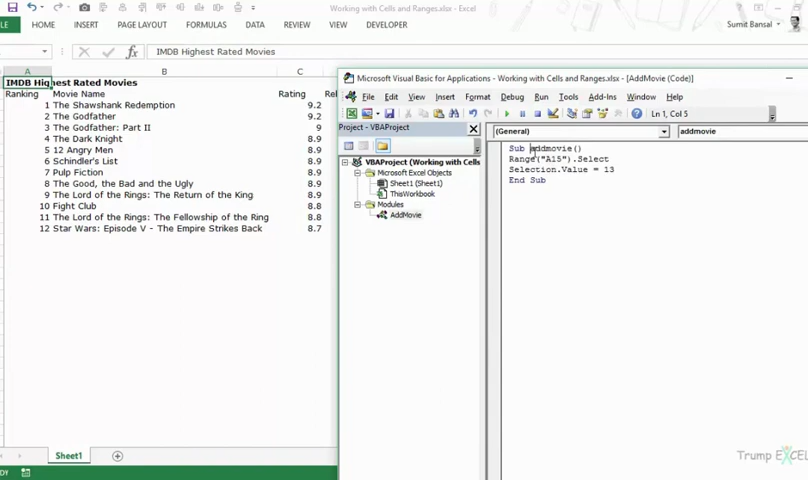 Working with Cells and Ranges.xlsx - Excel
HOME INSERT PAGE LAYOUT FORMULAS DATA REVIEW VIEW DEVELOPER
Sumit Bansal
fx IMDB Highest Rated Movies
A B C
IMDB Highest Rated Movies
Ranking Movie Name Rating Rel
1 The Shawshank Redemption 9.2
2 The Godfather 9.2
3 The Godfather: Part II 9
4 The Dark Knight 8.9
5 12 Angry Men 8.9
6 Schindler's List 8.9
7 Pulp Fiction 8.9
8 The Good, the Bad and the Ugly 8.9
9 The Lord of the Rings: The Return of the King 8.9
10 Fight Club 8.8
11 The Lord of the Rings: The Fellowship of the Ring 8.8
12 Star Wars: Episode V - The Empire Strikes Back 8.7
Sheet1
Microsoft Visual Basic for Applications - Working with Cells and Ranges.xlsx - [AddMovie (Code)]
File Edit View Insert Format Debug Run Tools Add-Ins Window Help
Ln 1, Col 5
Project - VBAProject
VBAProject (Working with Cells
Microsoft Excel Objects
Sheet1 (Sheet1)
ThisWorkbook
Modules
AddMovie
(General) addmovie
Sub addmovie()
Range("A15").Select
Selection.Value = 13
End Sub
Trump EXCEL